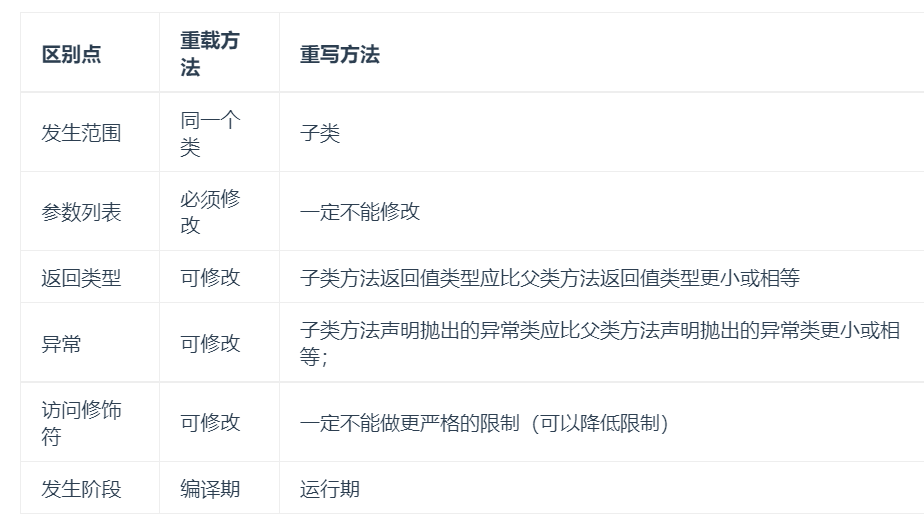 区别点
重载方
法
重写方法
发生范围
同一个
类
子类
参数列表
必须修
改
一定不能修改
返回类型
可修改
子类方法返回值类型应比父类方法返回值类型更小或相等
异常
可修改
子类方法声明抛出的异常类应比父类方法声明抛出的异常类更小或相
等；
访问修饰
符
可修改
一定不能做更严格的限制（可以降低限制）
发生阶段
编译期
运行期